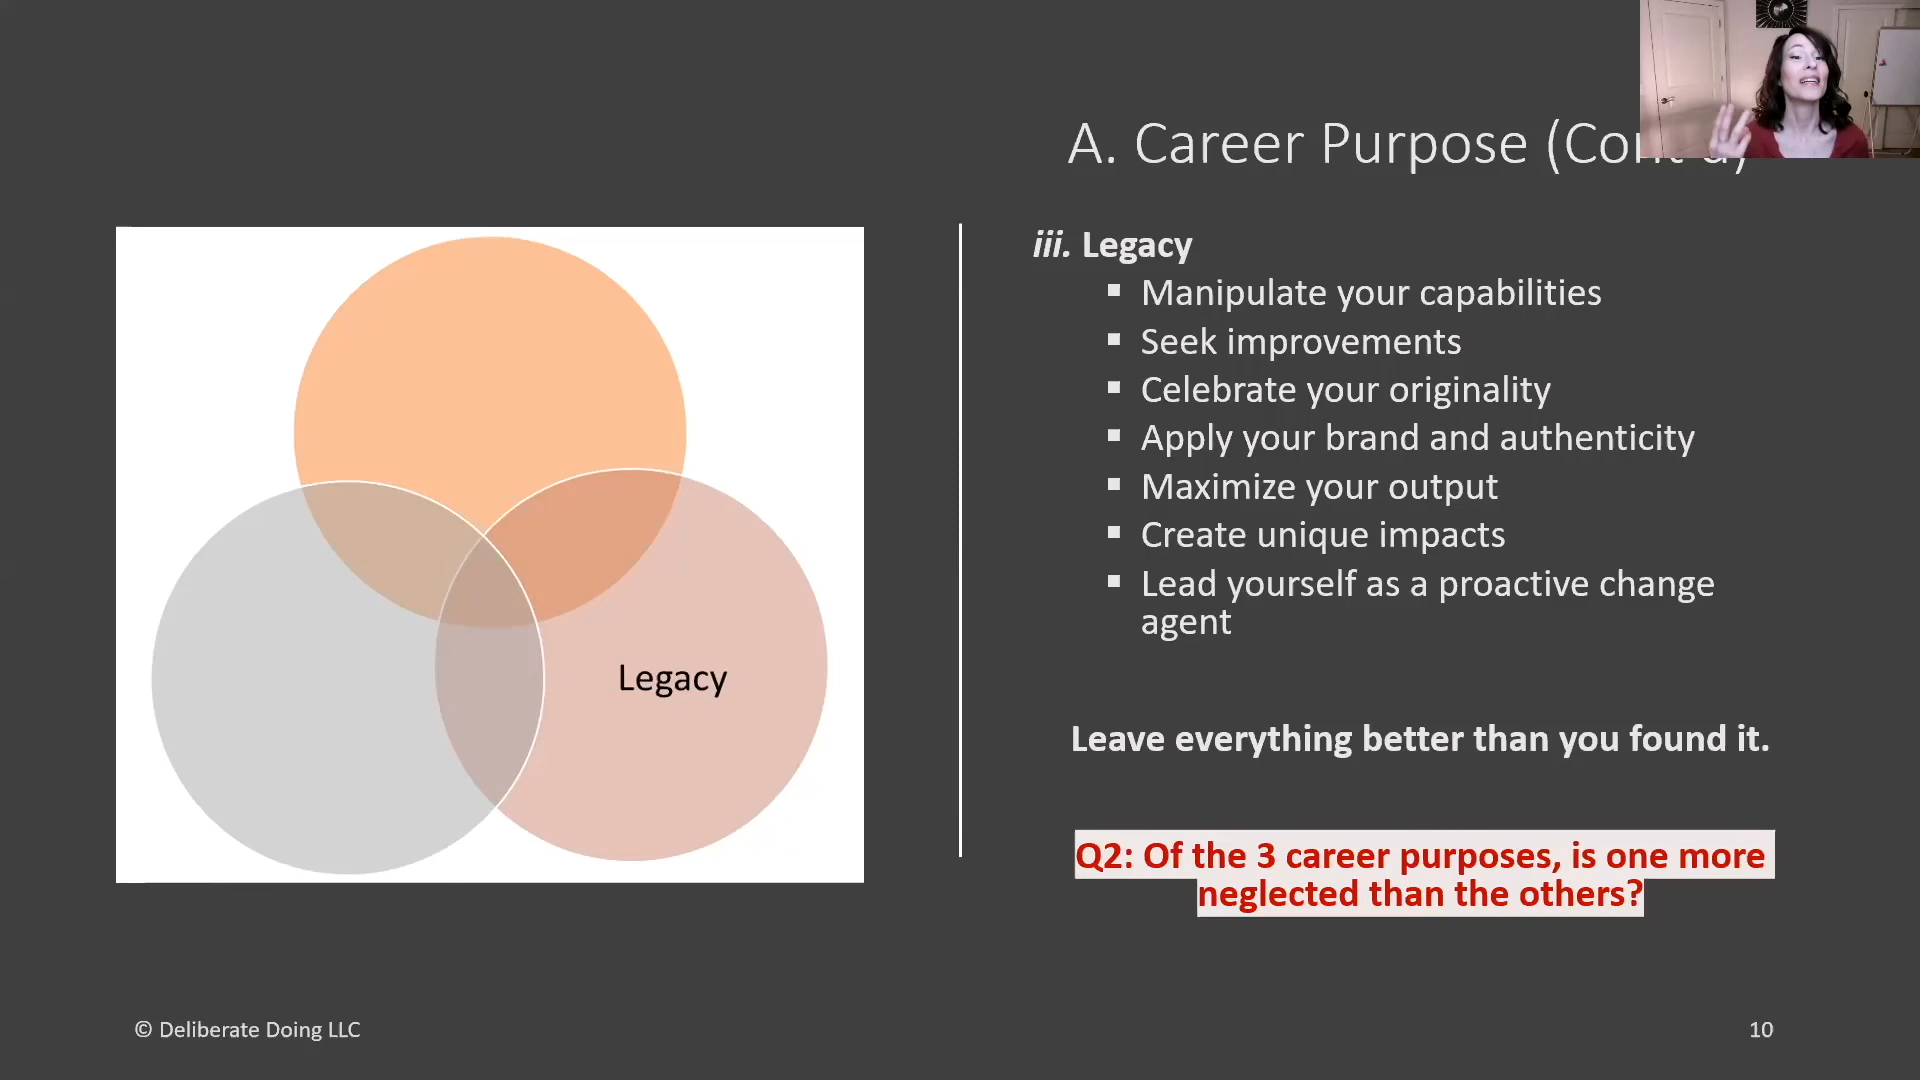 A. Career Purpose (Cont'd)
iii. Legacy
▪ Manipulate your capabilities
▪ Seek improvements
▪ Celebrate your originality
▪ Apply your brand and authenticity
▪ Maximize your output
▪ Create unique impacts
▪ Lead yourself as a proactive change
agent
Legacy
Leave everything better than you found it.
Q2: Of the 3 career purposes, is one more
neglected than the others?
© Deliberate Doing LLC
10